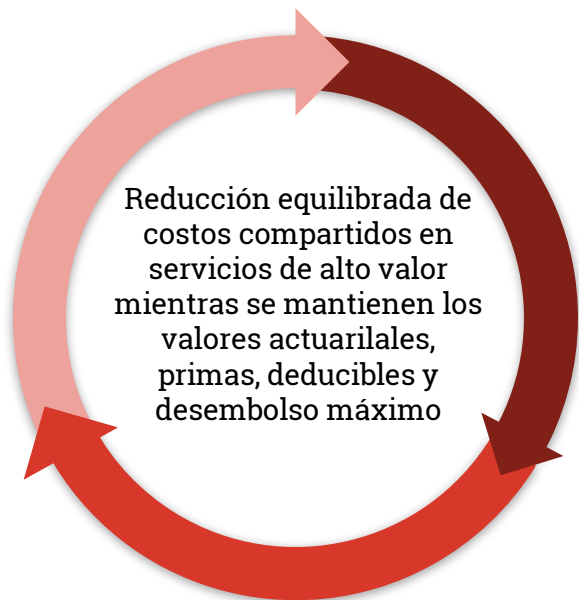 Reducción equilibrada de
costos compartidos en
servicios de alto valor
mientras se mantienen los
valores actuarilales,
primas, deducibles y
desembolso máximo